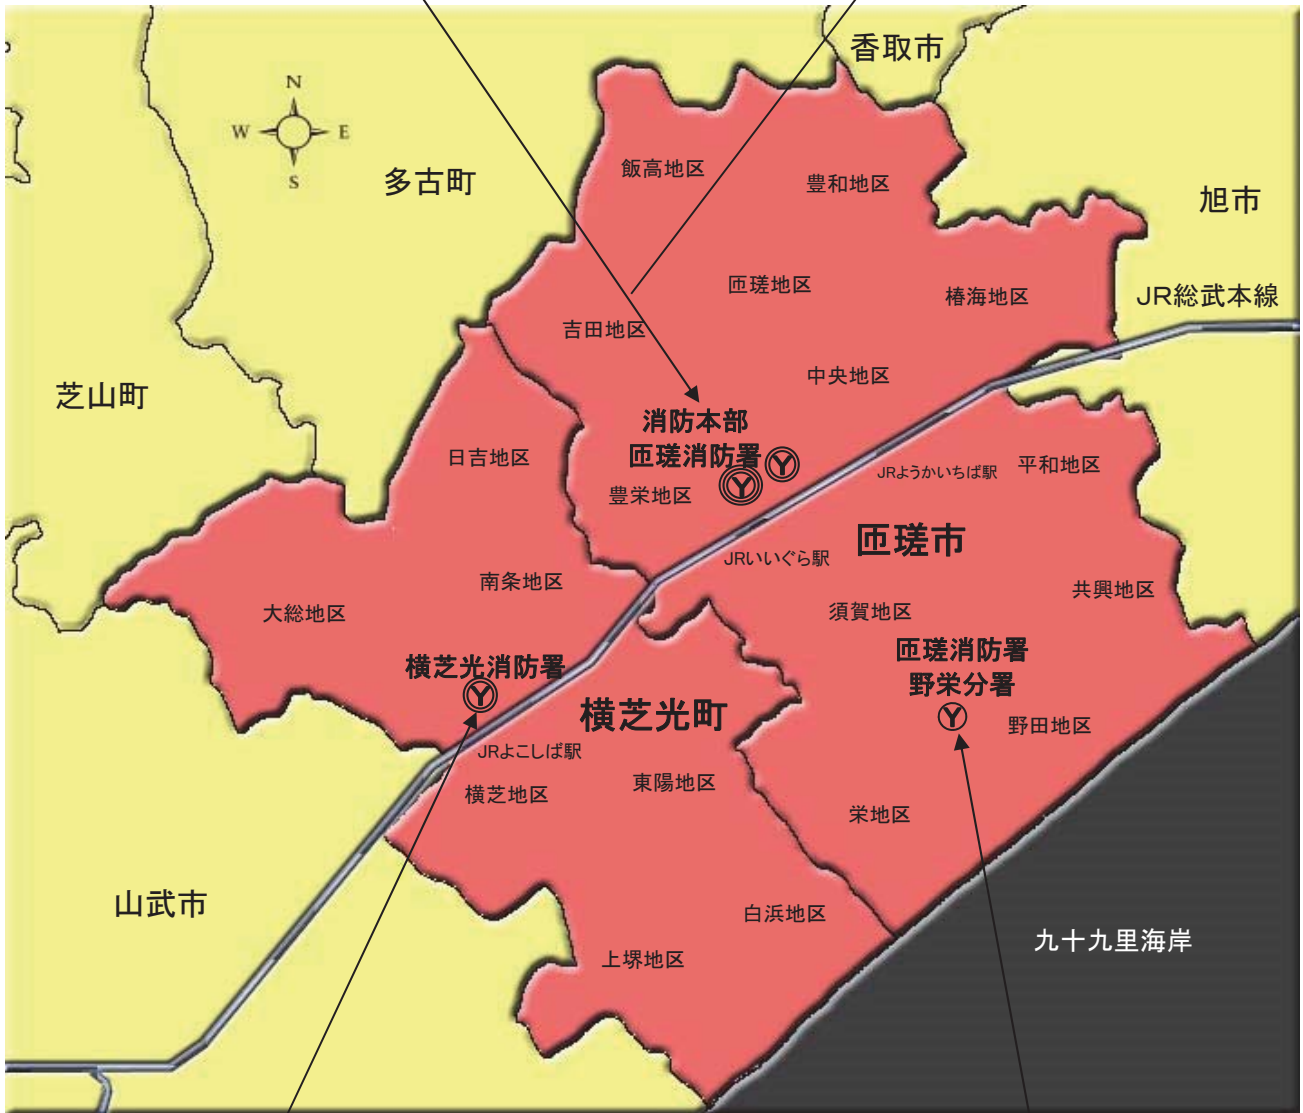 香取市
N
W
E
S
多古町
飯高地区
豊和地区
旭市
匝瑳地区
椿海地区
JR総武本線
吉田地区
中央地区
芝山町
消防本部
匝瑳消防署
日吉地区
JRようかいちば駅
平和地区
豊栄地区
匝瑳市
JRいいぐら駅
南条地区
共興地区
大総地区
須賀地区
匝瑳消防署
野栄分署
横芝光消防署
横芝光町
野田地区
JRよこしば駅
東陽地区
横芝地区
栄地区
山武市
白浜地区
九十九里海岸
上堺地区